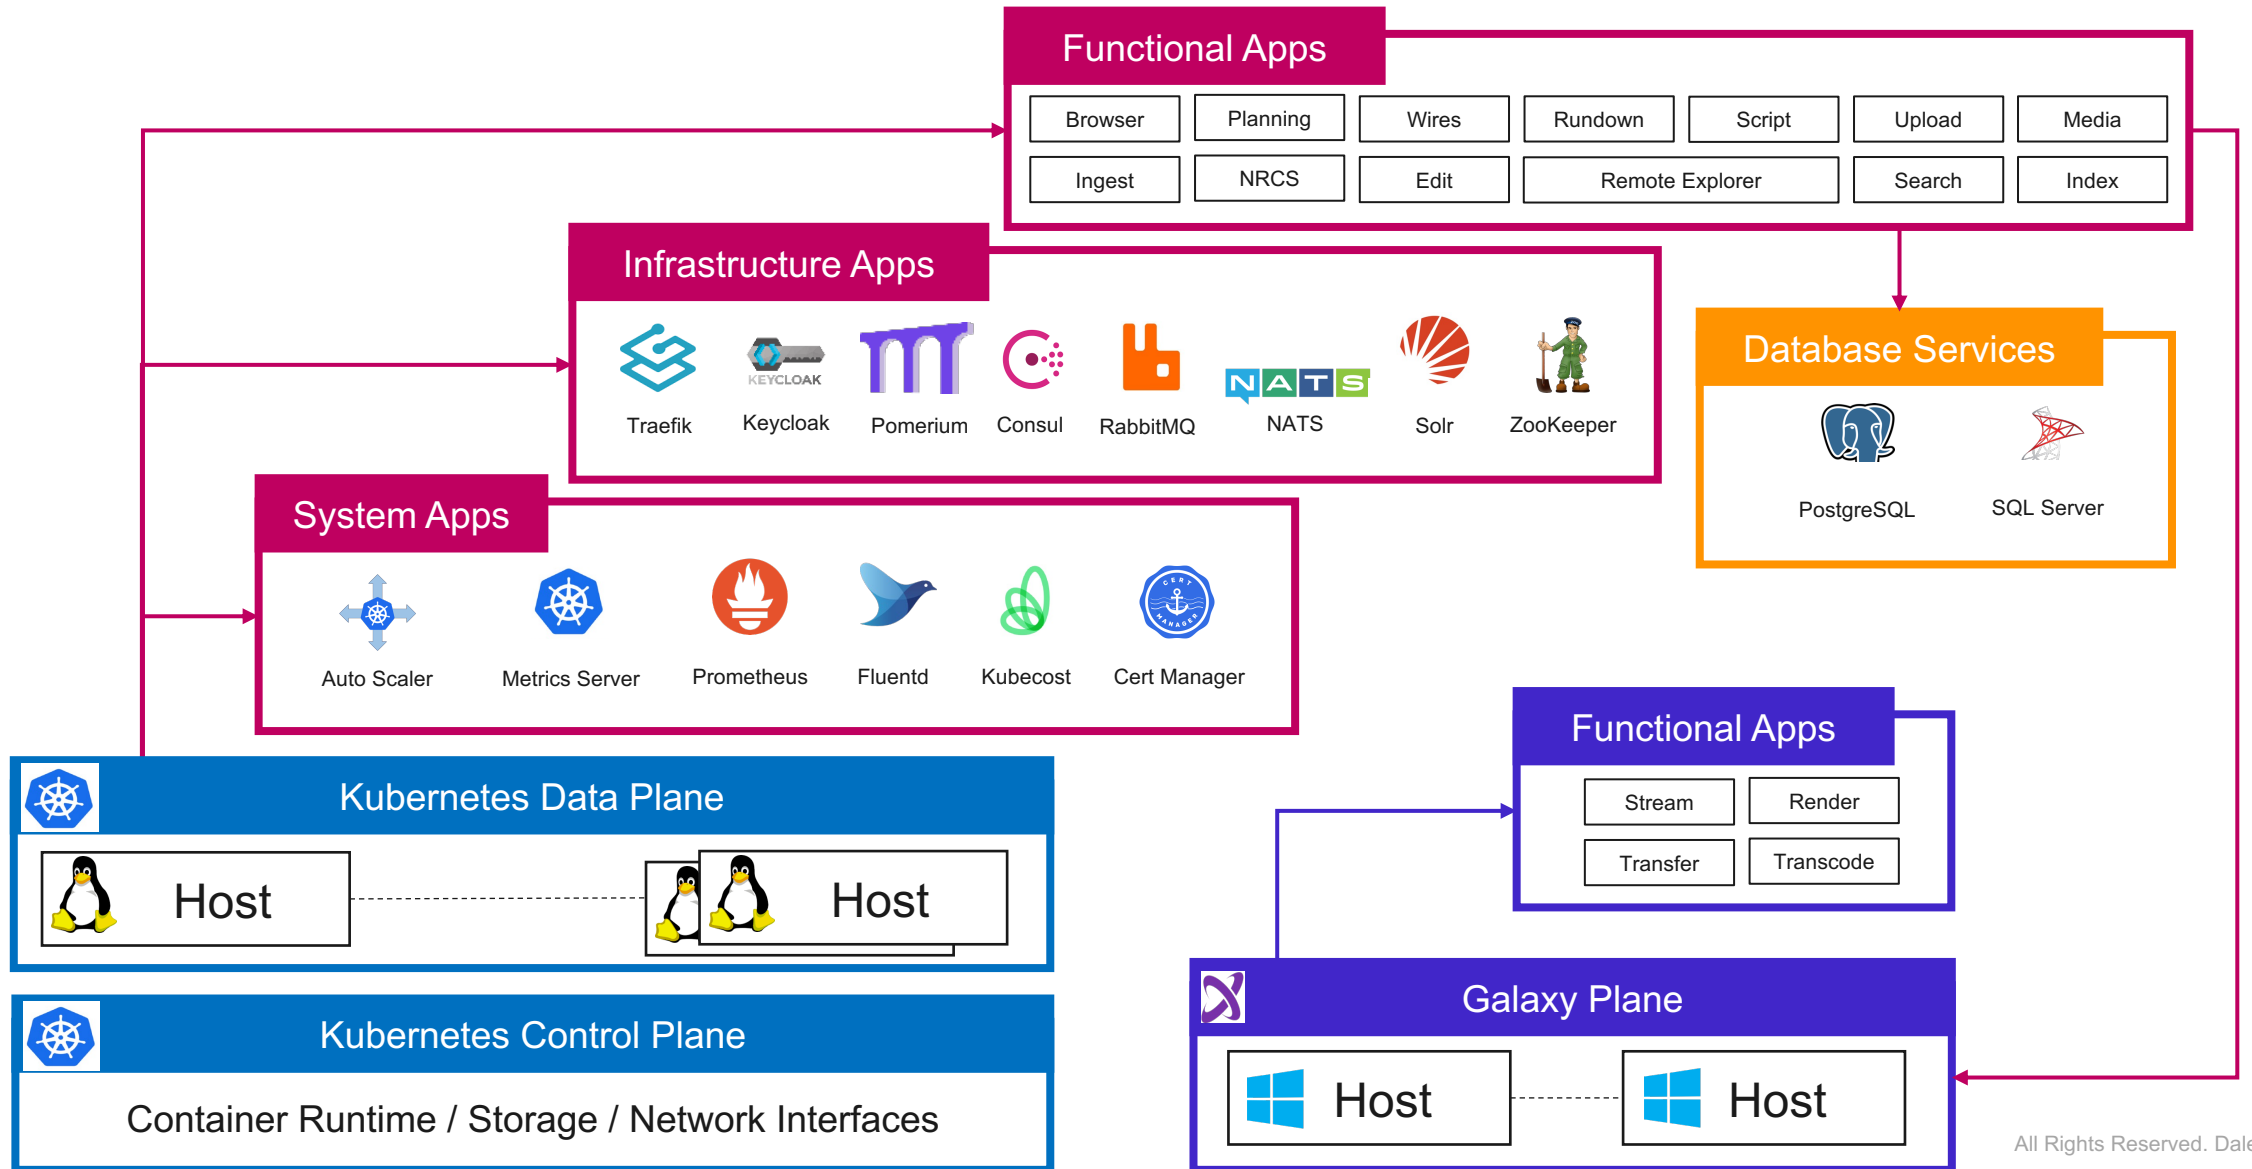 Functional Apps
Browser
Planning
Wires
Rundown
Script
Upload
Media
Ingest
NRCS
Edit
Remote Explorer
Search
Index
Infrastructure Apps
KEYCLOAK
NATS
Traefik
Keycloak
Pomerium
Consul
RabbitMQ
NATS
Solr
ZooKeeper
Database Services
PostgreSQL
SQL Server
System Apps
CERT
MANAGER
Auto Scaler
Metrics Server
Prometheus
Fluentd
Kubecost
Cert Manager
Functional Apps
Stream
Render
Transfer
Transcode
Kubernetes Data Plane
Host
Host
Galaxy Plane
Host
Host
Kubernetes Control Plane
Container Runtime / Storage / Network Interfaces
All Rights Reserved. Dale